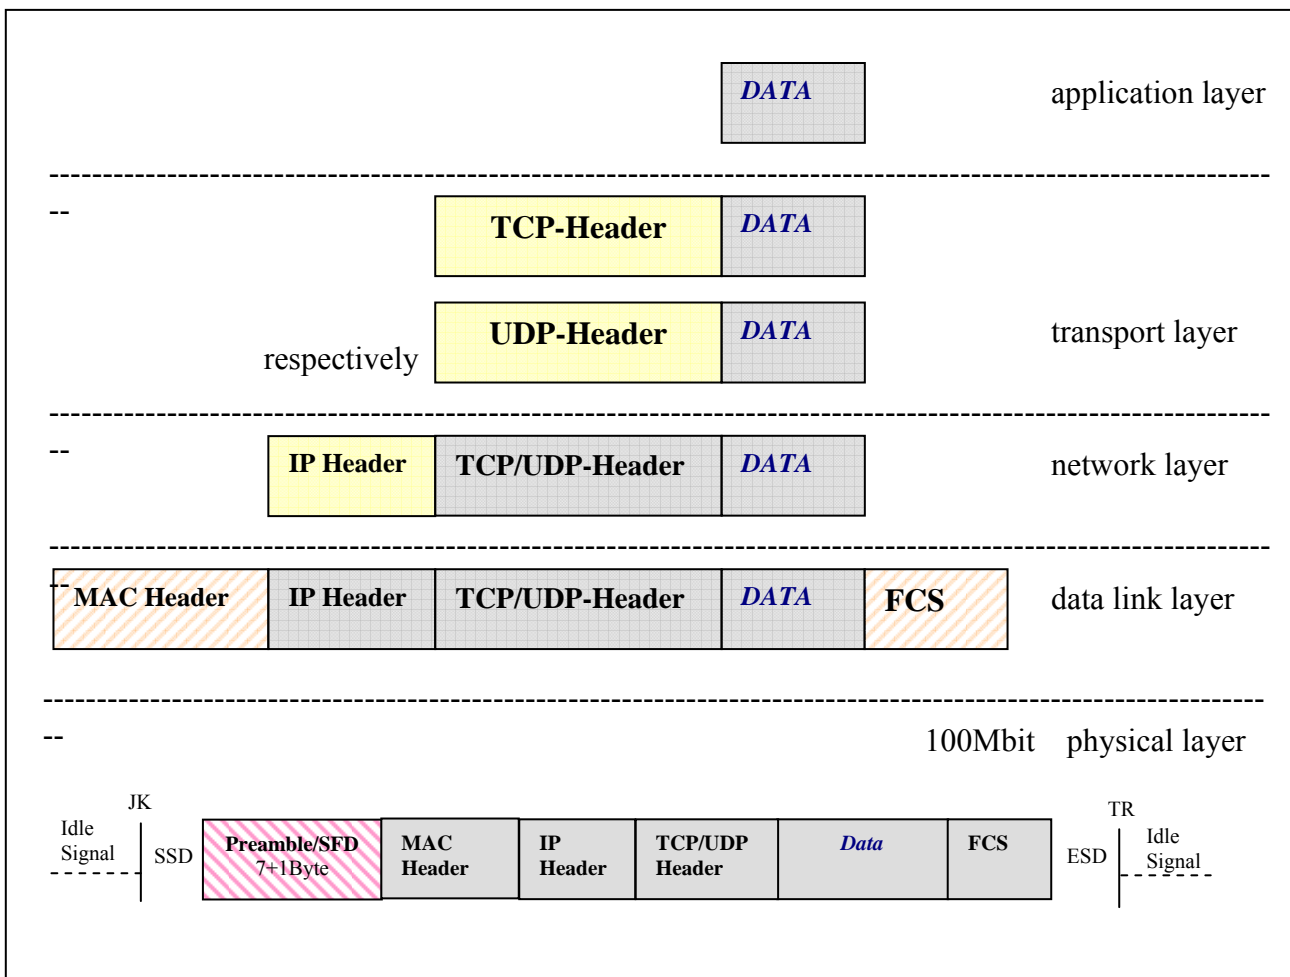 DATA application layer
--------------------------------------------------------------------------------
--
TCP-Header DATA
UDP-Header DATA transport layer
respectively
--------------------------------------------------------------------------------
--
IP Header TCP/UDP-Header DATA network layer
--------------------------------------------------------------------------------
--
MAC Header IP Header TCP/UDP-Header DATA FCS data link layer
--------------------------------------------------------------------------------
--
100Mbit physical layer
JK
TR
Idle
Signal
SSD
Preamble/SFD
7+1Byte
MAC
Header
IP
Header
TCP/UDP
Header
Data
FCS
ESD
Idle
Signal